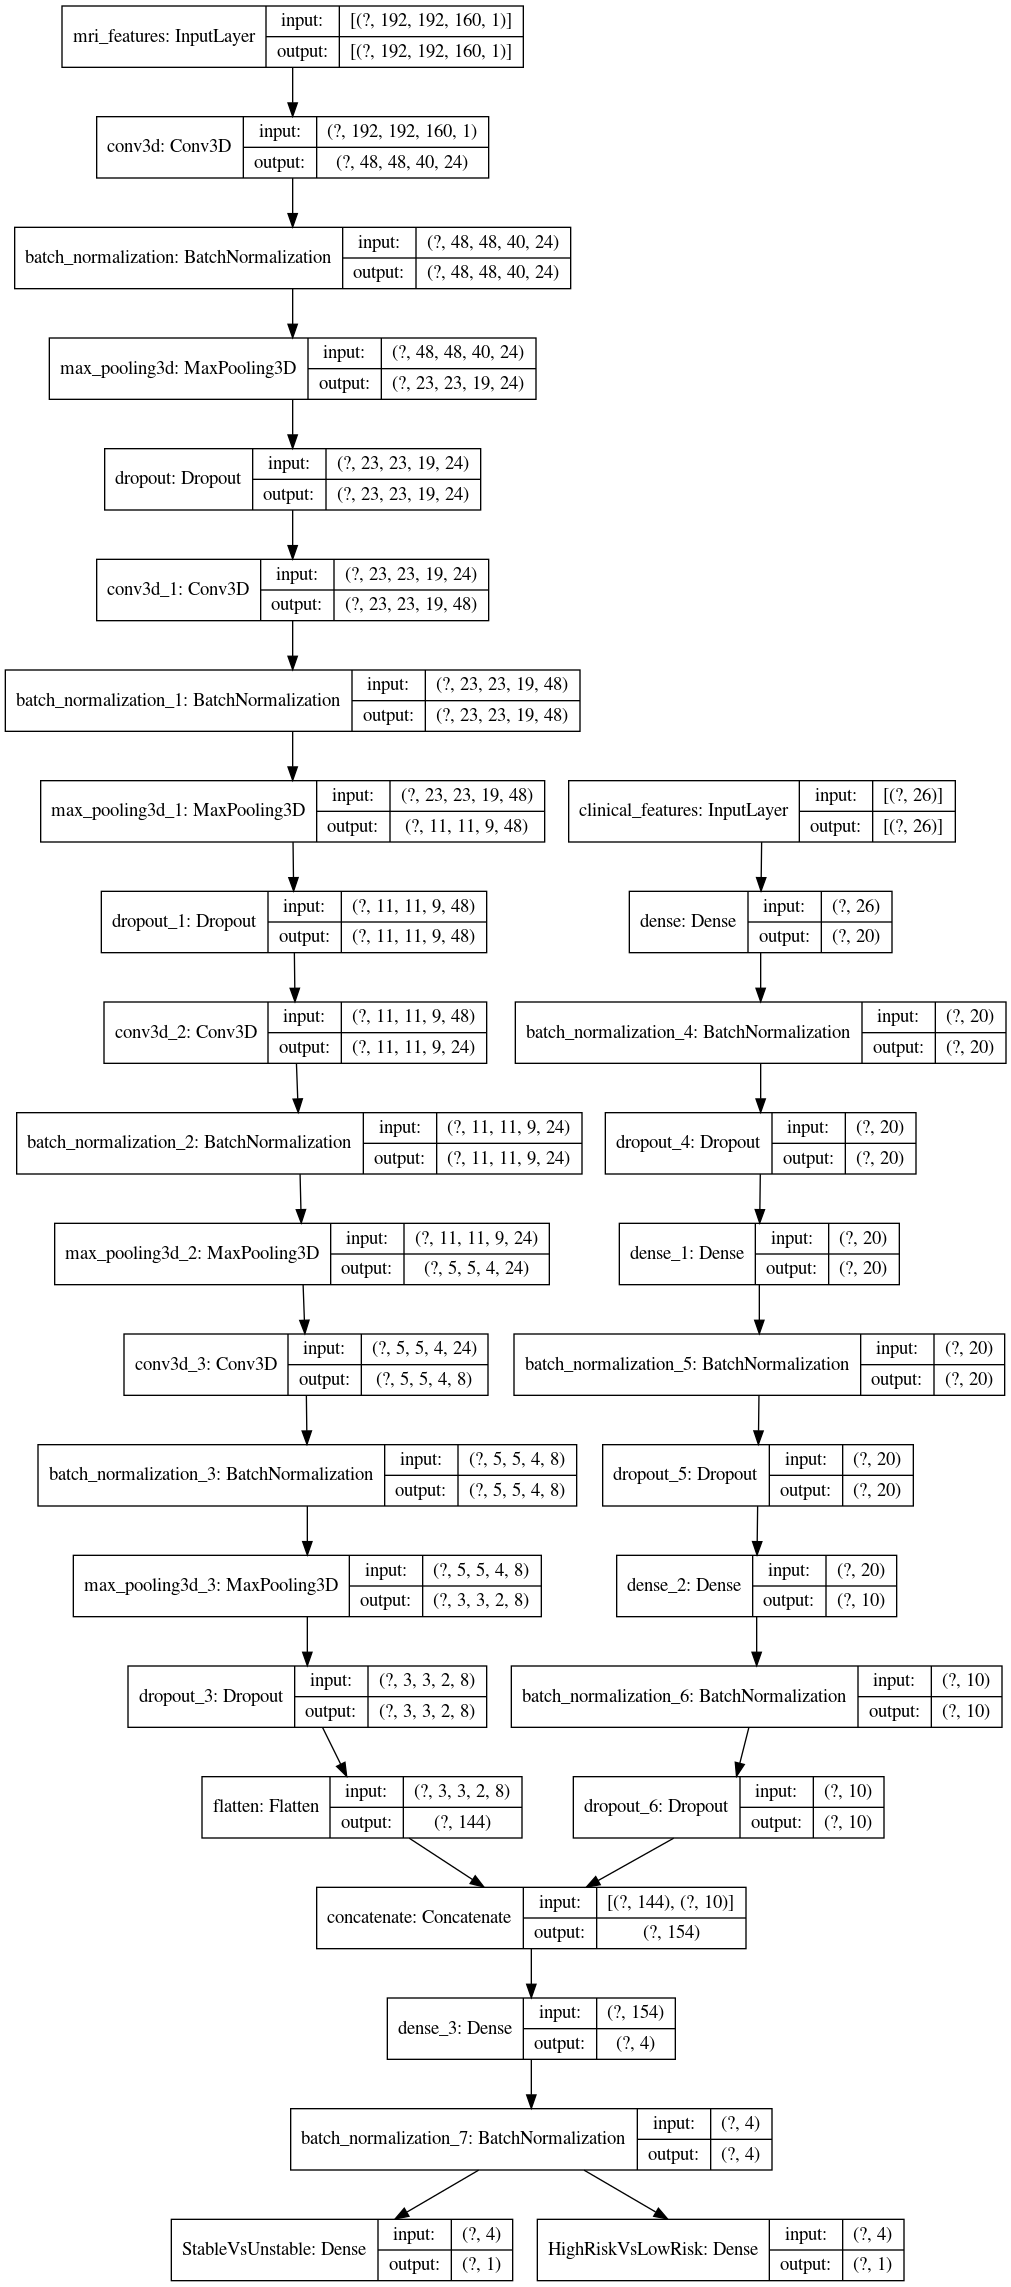 mri_features: InputLayer
input: [(?, 192, 192, 160, 1)]
output: [(?, 192, 192, 160, 1)]
conv3d: Conv3D
input: (?, 192, 192, 160, 1)
output: (?, 48, 48, 40, 24)
batch_normalization: BatchNormalization
input: (?, 48, 48, 40, 24)
output: (?, 48, 48, 40, 24)
max_pooling3d: MaxPooling3D
input: (?, 48, 48, 40, 24)
output: (?, 23, 23, 19, 24)
dropout: Dropout
input: (?, 23, 23, 19, 24)
output: (?, 23, 23, 19, 24)
conv3d_1: Conv3D
input: (?, 23, 23, 19, 24)
output: (?, 23, 23, 19, 48)
batch_normalization_1: BatchNormalization
input: (?, 23, 23, 19, 48)
output: (?, 23, 23, 19, 48)
max_pooling3d_1: MaxPooling3D
input: (?, 23, 23, 19, 48)
output: (?, 11, 11, 9, 48)
clinical_features: InputLayer
input: [(?, 26)]
output: [(?, 26)]
dropout_1: Dropout
input: (?, 11, 11, 9, 48)
output: (?, 11, 11, 9, 48)
dense: Dense
input: (?, 26)
output: (?, 20)
conv3d_2: Conv3D
input: (?, 11, 11, 9, 48)
output: (?, 11, 11, 9, 24)
batch_normalization_4: BatchNormalization
input: (?, 20)
output: (?, 20)
batch_normalization_2: BatchNormalization
input: (?, 11, 11, 9, 24)
output: (?, 11, 11, 9, 24)
dropout_4: Dropout
input: (?, 20)
output: (?, 20)
max_pooling3d_2: MaxPooling3D
input: (?, 11, 11, 9, 24)
output: (?, 5, 5, 4, 24)
dense_1: Dense
input: (?, 20)
output: (?, 20)
conv3d_3: Conv3D
input: (?, 5, 5, 4, 24)
output: (?, 5, 5, 4, 8)
batch_normalization_5: BatchNormalization
input: (?, 20)
output: (?, 20)
batch_normalization_3: BatchNormalization
input: (?, 5, 5, 4, 8)
output: (?, 5, 5, 4, 8)
dropout_5: Dropout
input: (?, 20)
output: (?, 20)
max_pooling3d_3: MaxPooling3D
input: (?, 5, 5, 4, 8)
output: (?, 3, 3, 2, 8)
dense_2: Dense
input: (?, 20)
output: (?, 10)
dropout_3: Dropout
input: (?, 3, 3, 2, 8)
output: (?, 3, 3, 2, 8)
batch_normalization_6: BatchNormalization
input: (?, 10)
output: (?, 10)
flatten: Flatten
input: (?, 3, 3, 2, 8)
output: (?, 144)
dropout_6: Dropout
input: (?, 10)
output: (?, 10)
concatenate: Concatenate
input: [(?, 144), (?, 10)]
output: (?, 154)
dense_3: Dense
input: (?, 154)
output: (?, 4)
batch_normalization_7: BatchNormalization
input: (?, 4)
output: (?, 4)
StableVsUnstable: Dense
input: (?, 4)
output: (?, 1)
HighRiskVsLowRisk: Dense
input: (?, 4)
output: (?, 1)